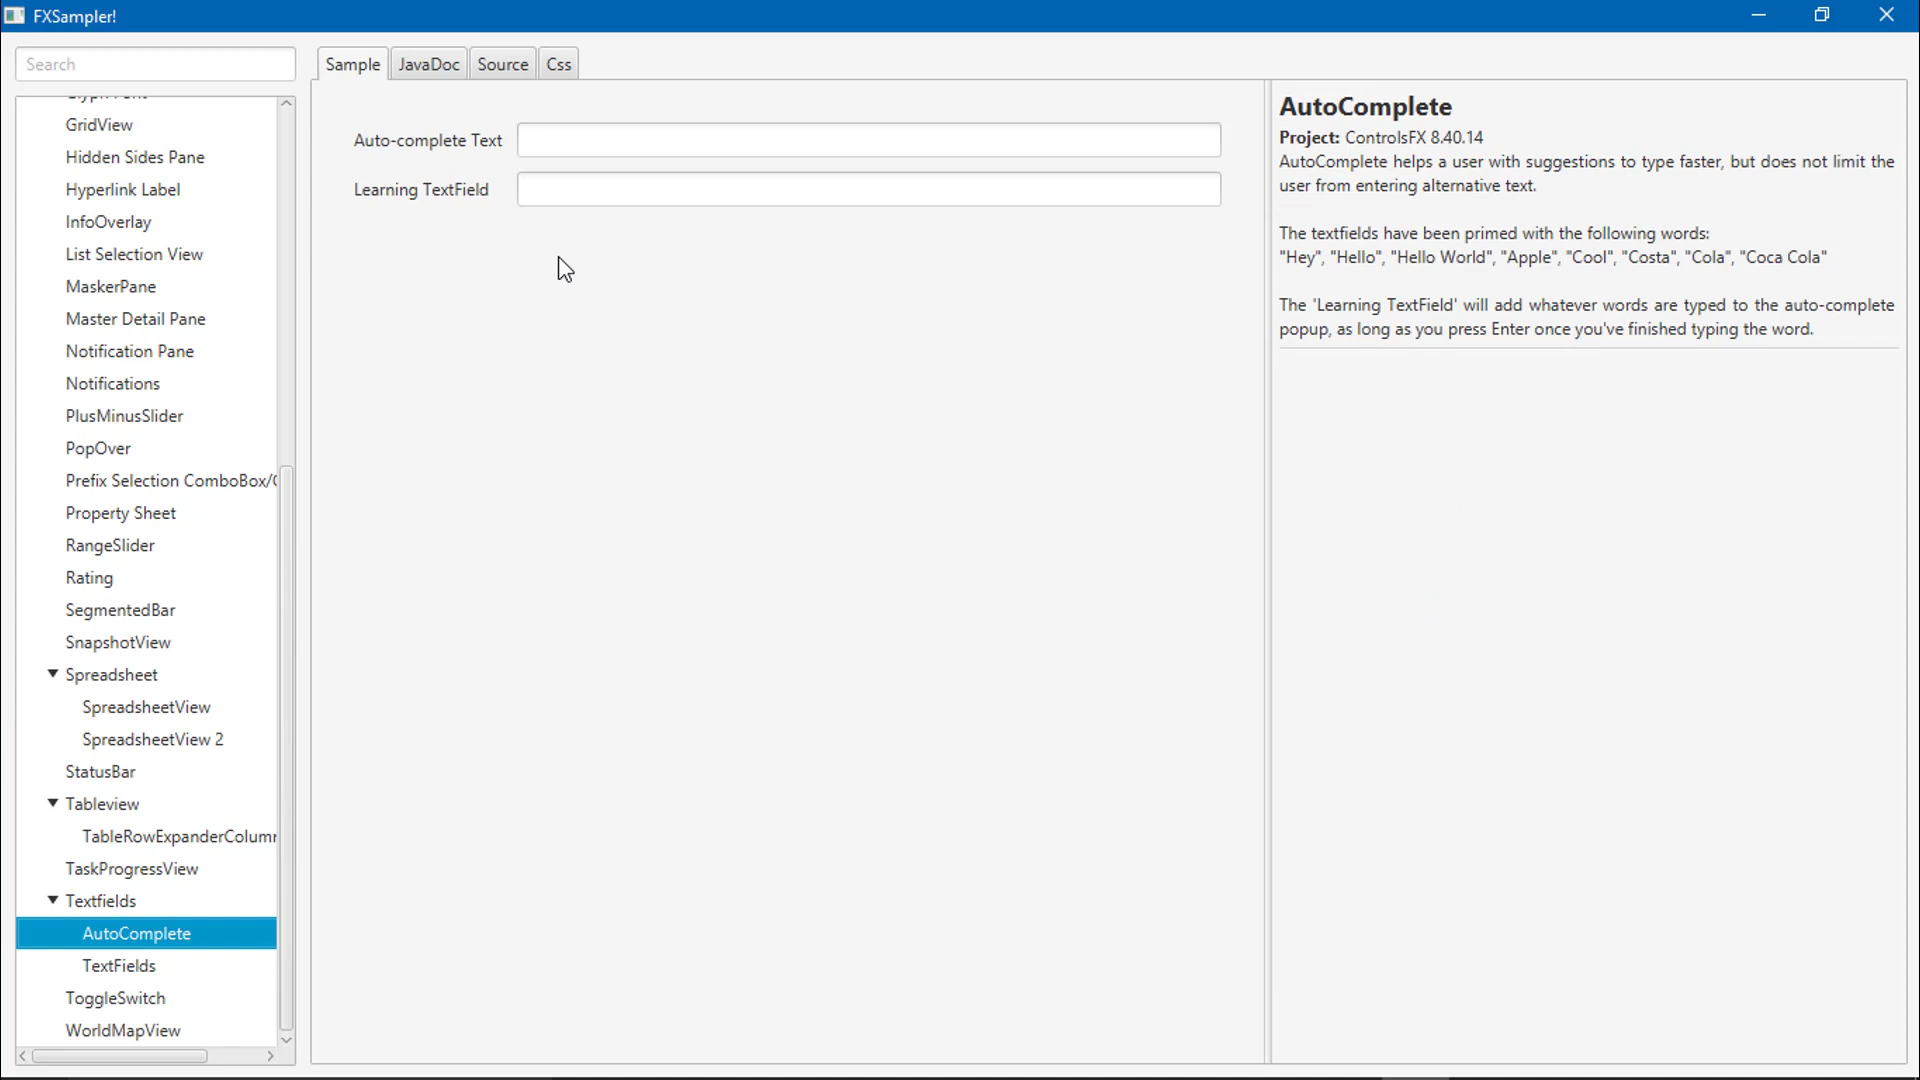 FXSampler!
Search
GridView
Hidden Sides Pane
Hyperlink Label
InfoOverlay
List Selection View
MaskerPane
Master Detail Pane
Notification Pane
Notifications
PlusMinusSlider
PopOver
Prefix Selection ComboBox/C
Property Sheet
RangeSlider
Rating
SegmentedBar
SnapshotView
Spreadsheet
SpreadsheetView
SpreadsheetView 2
StatusBar
Tableview
TableRowExpanderColumn
TaskProgressView
Textfields
AutoComplete
TextFields
ToggleSwitch
WorldMapView
Sample JavaDoc Source Css
Auto-complete Text
Learning TextField
AutoComplete
Project: ControlsFX 8.40.14
AutoComplete helps a user with suggestions to type faster, but does not limit the
user from entering alternative text.
The textfields have been primed with the following words:
"Hey", "Hello", "Hello World", "Apple", "Cool", "Costa", "Cola", "Coca Cola"
The 'Learning TextField' will add whatever words are typed to the auto-complete
popup, as long as you press Enter once you've finished typing the word.